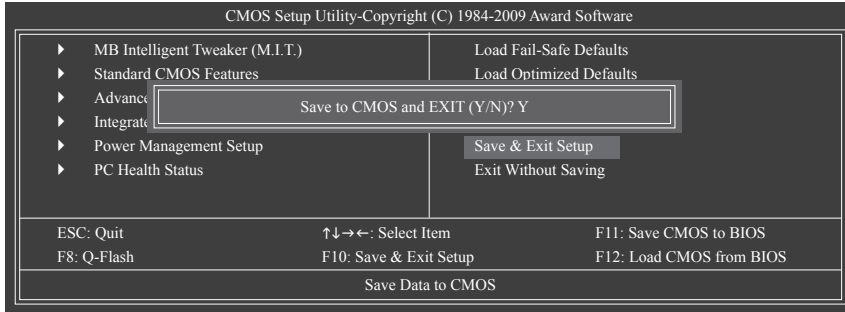 CMOS Setup Utility-Copyright (C) 1984-2009 Award Software
MB Intelligent Tweaker (M.I.T.)
Standard CMOS Features
Advance
Integrate
Power Management Setup
PC Health Status
Load Fail-Safe Defaults
Load Optimized Defaults
Save & Exit Setup
Exit Without Saving
Save to CMOS and EXIT (Y/N)? Y
ESC: Quit ↑↓→←: Select Item F11: Save CMOS to BIOS
F8: Q-Flash F10: Save & Exit Setup F12: Load CMOS from BIOS
Save Data to CMOS